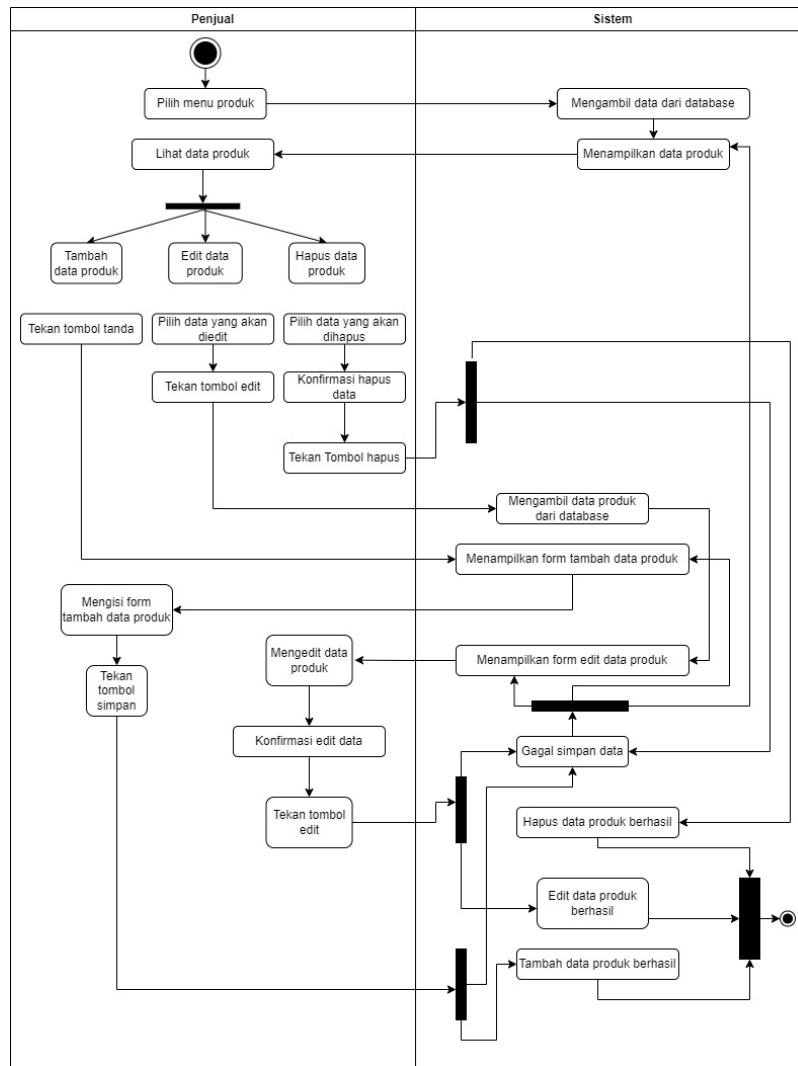 Penjual
Sistem
Pilih menu produk
Mengambil data dari database
Lihat data produk
Menampilkan data produk
Tambah
data produk
Edit data
produk
Hapus data
produk
Tekan tombol tanda
Pilih data yang akan
diedit
Pilih data yang akan
dihapus
Tekan tombol edit
Konfirmasi hapus
data
Tekan Tombol hapus
Mengambil data produk
dari database
Menampilkan form tambah data produk
Mengisi form
tambah data produk
Mengedit data
produk
Menampilkan form edit data produk
Tekan
tombol
simpan
Konfirmasi edit data
Gagal simpan data
Tekan tombol
edit
Hapus data produk berhasil
Edit data produk
berhasil
Tambah data produk berhasil